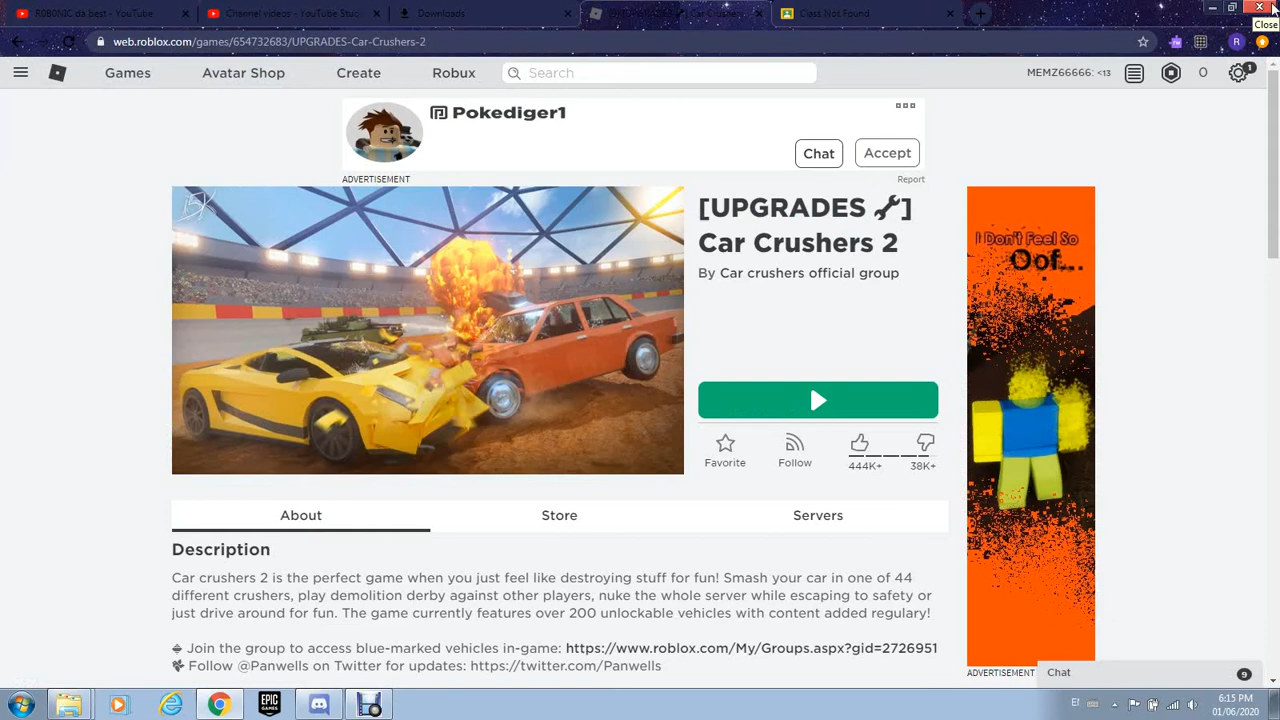 R0B0NIC da best - YouTube
Channel videos - YouTube Stu
Downloads
Class Not Found
Close
web.roblox.com/games/654732683/UPGRADES-Car-Crushers-2
R
Games
Avatar Shop
Create
Robux
Search
MEMZ66666: <13
0
1
Pokediger1
Chat
Accept
ADVERTISEMENT
Report
[UPGRADES 🔧]
Car Crushers 2
By Car crushers official group
I Don't Feel So
Oof...
Favorite
Follow
444K+
38K+
About
Store
Servers
Description
Car crushers 2 is the perfect game when you just feel like destroying stuff for fun! Smash your car in one of 44
different crushers, play demolition derby against other players, nuke the whole server while escaping to safety or
just drive around for fun. The game currently features over 200 unlockable vehicles with content added regulary!
Join the group to access blue-marked vehicles in-game: https://www.roblox.com/My/Groups.aspx?gid=2726951
Follow @Panwells on Twitter for updates: https://twitter.com/Panwells
ADVERTISEMENT
Chat
9
EPIC
GAMES
6:15 PM
01/06/2020